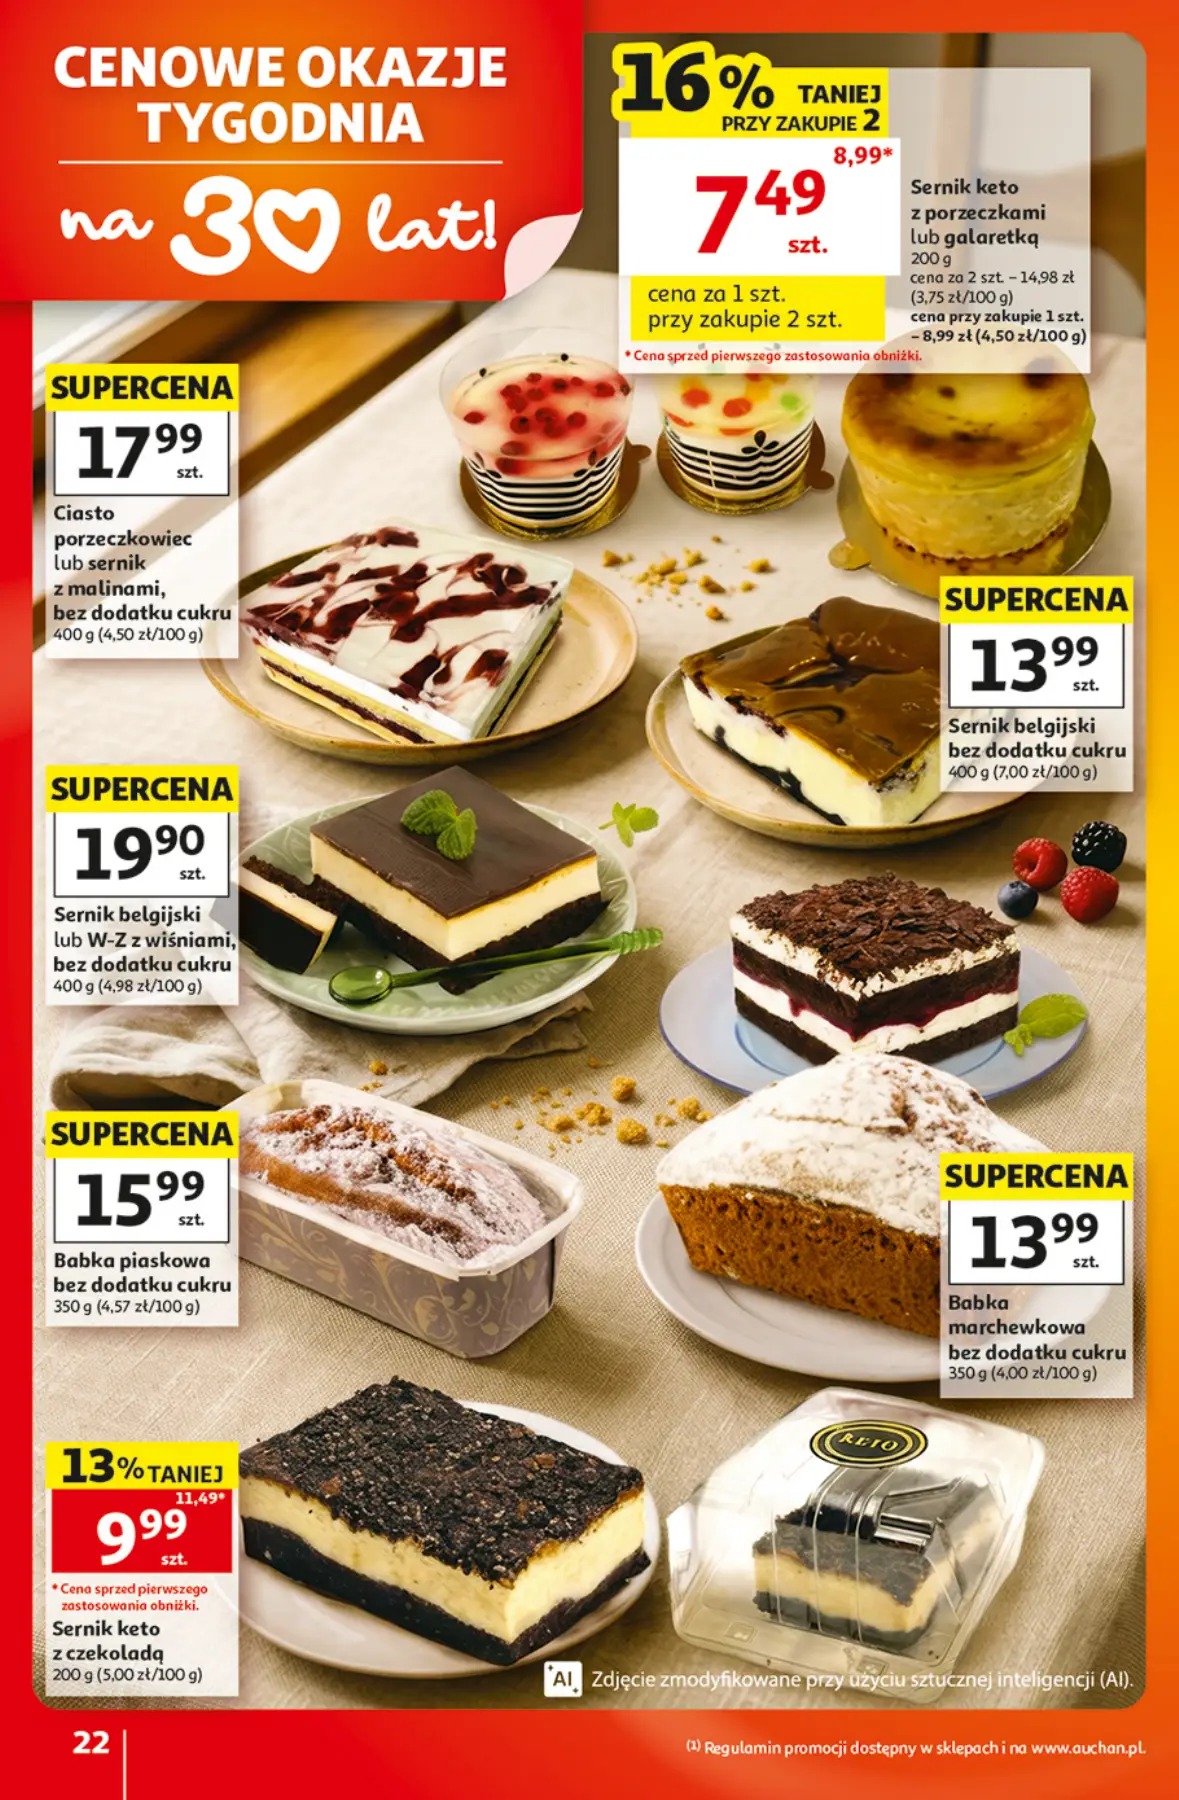 CENOWE OKAZJE
TYGODNIA
na 30 lat!
16% TANIEJ
PRZY ZAKUPIE 2
8,99*
7 49
szt.
cena za 1 szt.
przy zakupie 2 szt.
* Cena sprzed pierwszego zastosowania obniżki.
Sernik keto
z porzeczkami
lub galaretką
200 g
cena za 2 szt. – 14,98 zł
(3,75 zł/100 g)
cena przy zakupie 1 szt.
– 8,99 zł (4,50 zł/100 g)
SUPERCENA
17 99
szt.
Ciasto
porzeczkowiec
lub sernik
z malinami,
bez dodatku cukru
400 g (4,50 zł/100 g)
SUPERCENA
13 99
szt.
Sernik belgijski
bez dodatku cukru
400 g (7,00 zł/100 g)
SUPERCENA
19 90
szt.
Sernik belgijski
lub W-Z z wiśniami,
bez dodatku cukru
400 g (4,98 zł/100 g)
SUPERCENA
15 99
szt.
Babka piaskowa
bez dodatku cukru
350 g (4,57 zł/100 g)
SUPERCENA
13 99
szt.
Babka
marchewkowa
bez dodatku cukru
350 g (4,00 zł/100 g)
13% TANIEJ
11,49*
9 99
szt.
* Cena sprzed pierwszego
zastosowania obniżki.
Sernik keto
z czekoladą
200 g (5,00 zł/100 g)
KETO
AI Zdjęcie zmodyfikowane przy użyciu sztucznej inteligencji (AI).
22
(1) Regulamin promocji dostępny w sklepach i na www.auchan.pl.